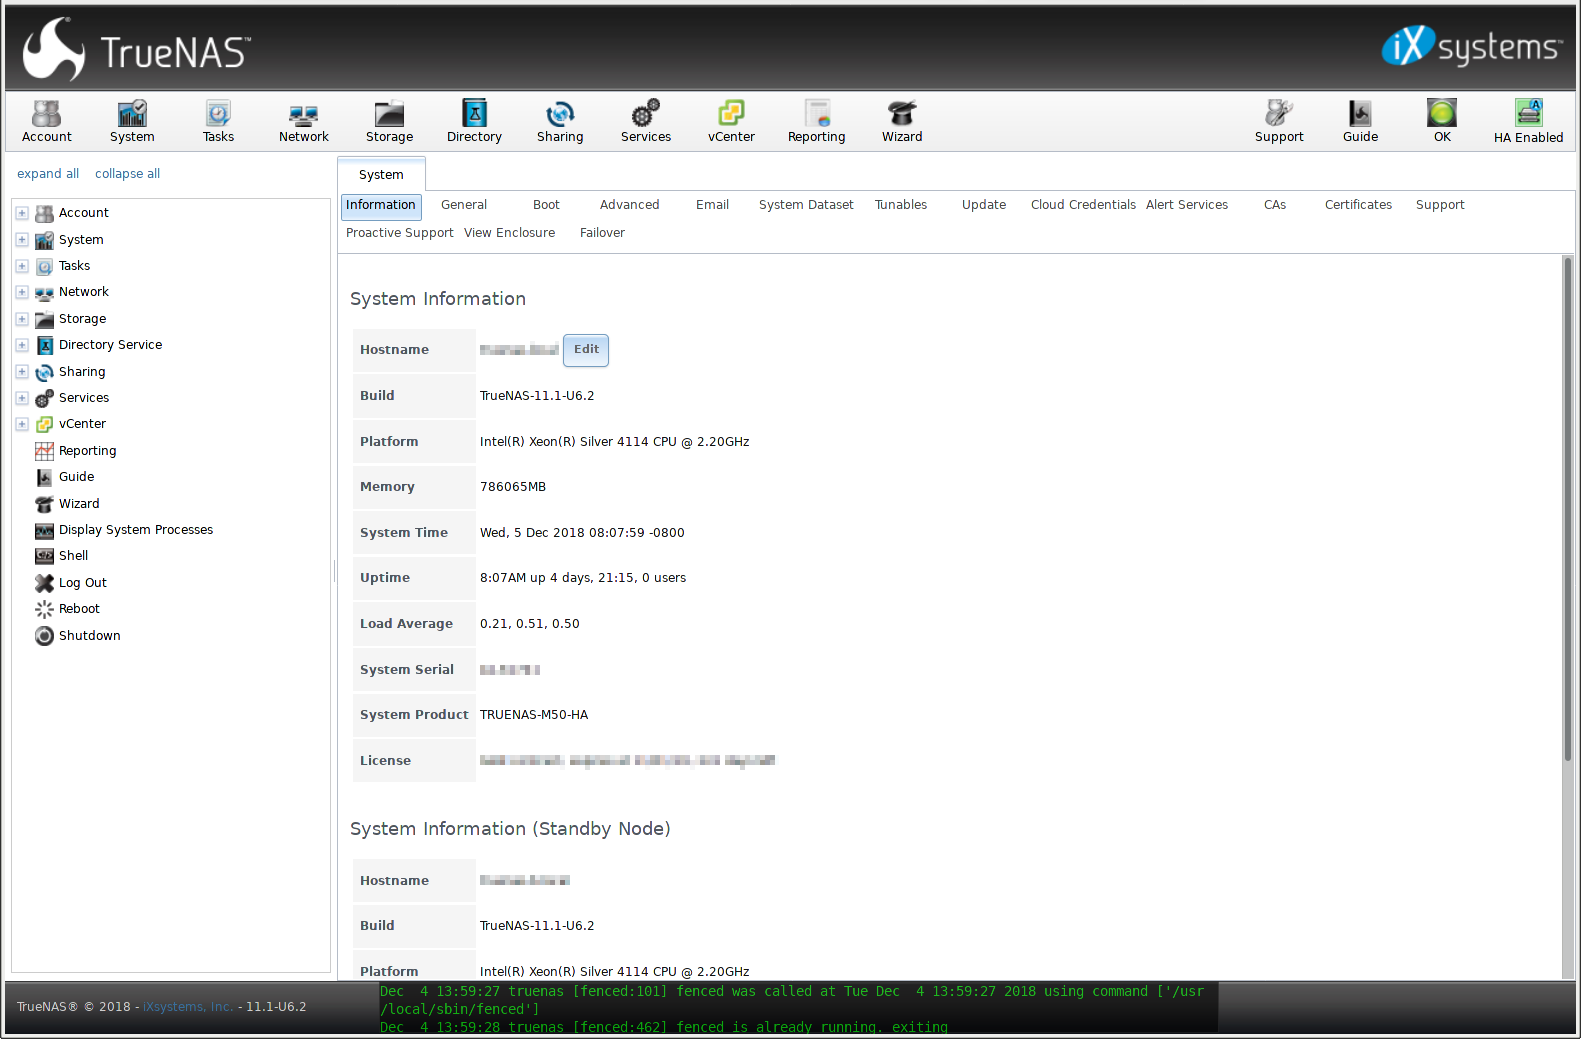 TrueNAS™
iX systems™
Account System Tasks Network Storage Directory Sharing Services vCenter Reporting Wizard Support Guide OK HA Enabled
expand all collapse all
Account
System
Tasks
Network
Storage
Directory Service
Sharing
Services
vCenter
Reporting
Guide
Wizard
Display System Processes
Shell
Log Out
Reboot
Shutdown
System
Information General Boot Advanced Email System Dataset Tunables Update Cloud Credentials Alert Services CAs Certificates Support
Proactive Support View Enclosure Failover
System Information
Hostname Edit
Build TrueNAS-11.1-U6.2
Platform Intel(R) Xeon(R) Silver 4114 CPU @ 2.20GHz
Memory 786065MB
System Time Wed, 5 Dec 2018 08:07:59 -0800
Uptime 8:07AM up 4 days, 21:15, 0 users
Load Average 0.21, 0.51, 0.50
System Serial
System Product TRUENAS-M50-HA
License
System Information (Standby Node)
Hostname
Build TrueNAS-11.1-U6.2
Platform Intel(R) Xeon(R) Silver 4114 CPU @ 2.20GHz
TrueNAS® © 2018 - iXsystems, Inc. - 11.1-U6.2
Dec 4 13:59:27 truenas [fenced:101] fenced was called at Tue Dec 4 13:59:27 2018 using command ['/usr
/local/sbin/fenced']
Dec 4 13:59:28 truenas [fenced:462] fenced is already running. exiting